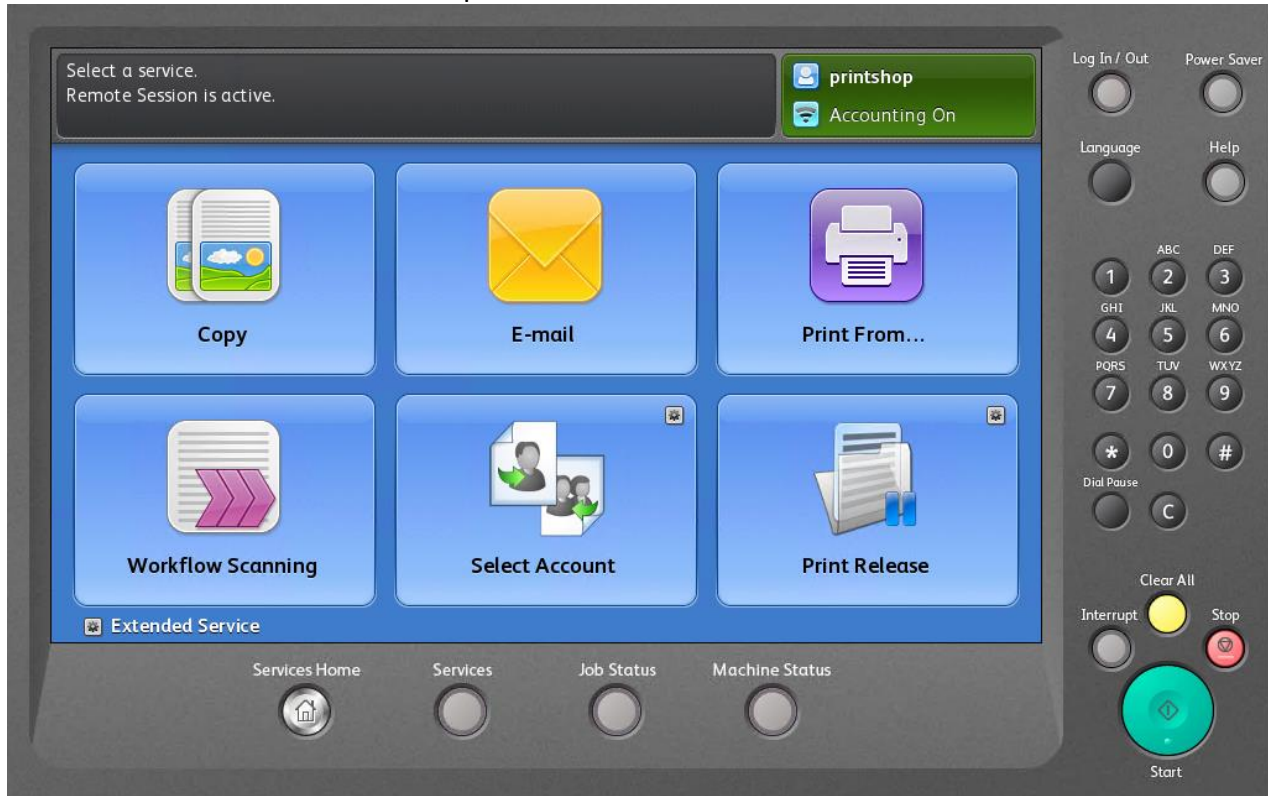 Select a service.
Remote Session is active.
printshop
Accounting On
Copy
E-mail
Print From...
Workflow Scanning
Select Account
Print Release
Extended Service
Services Home
Services
Job Status
Machine Status
Log In / Out
Power Saver
Language
Help
ABC DEF
1 2 3
GHI JKL MNO
4 5 6
PQRS TUV WXYZ
7 8 9
* 0 #
Dial Pause
C
Clear All
Interrupt
Stop
Start